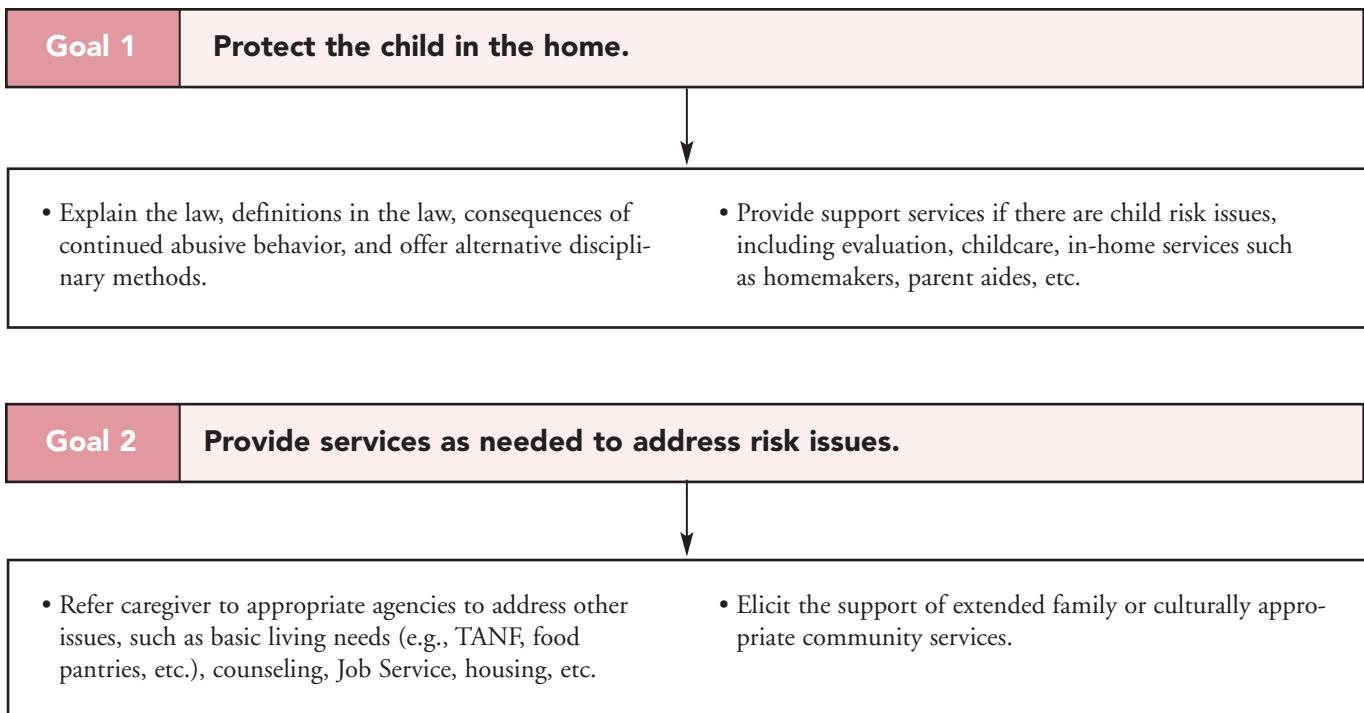 Goal 1
Protect the child in the home.
• Explain the law, definitions in the law, consequences of
continued abusive behavior, and offer alternative discipli-
nary methods.
• Provide support services if there are child risk issues,
including evaluation, childcare, in-home services such
as homemakers, parent aides, etc.
Goal 2
Provide services as needed to address risk issues.
• Refer caregiver to appropriate agencies to address other
issues, such as basic living needs (e.g., TANF, food
pantries, etc.), counseling, Job Service, housing, etc.
• Elicit the support of extended family or culturally appro-
priate community services.